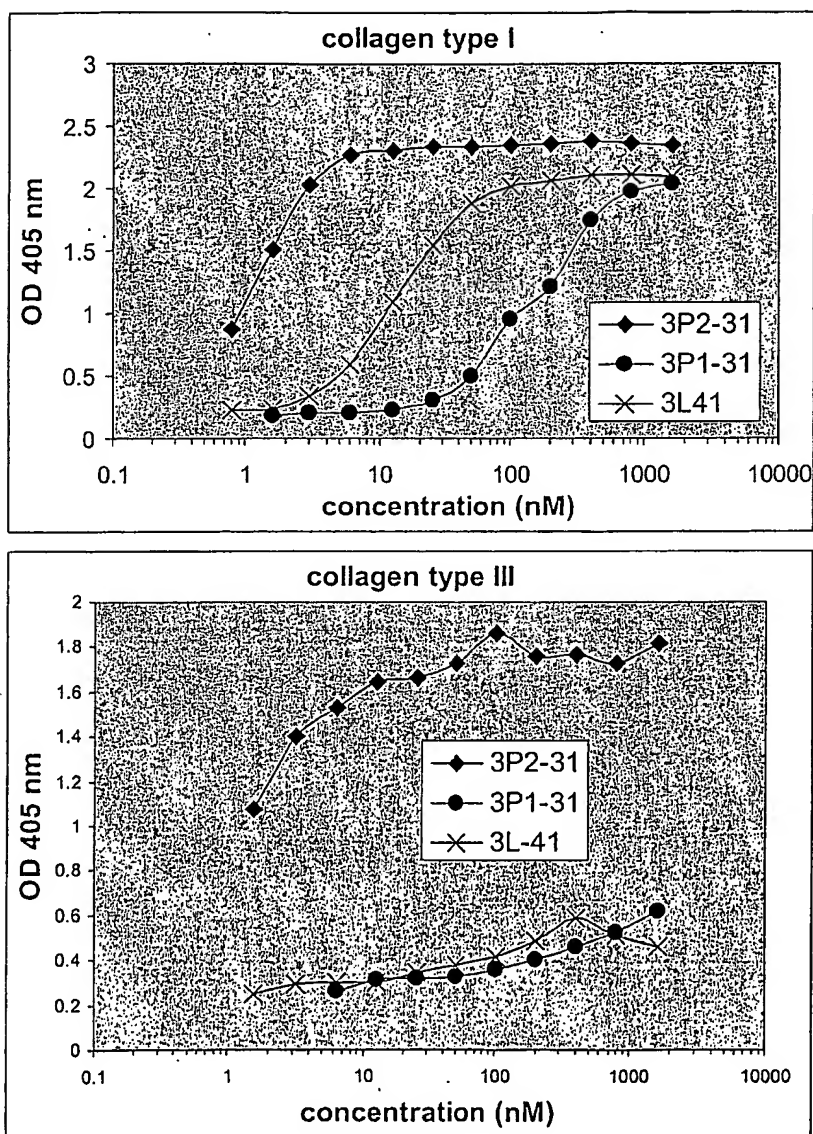 collagen type I
3
2.5
2
1.5
1
0.5
0
OD 405 nm
3P2-31
3P1-31
3L41
0.1 1 10 100 1000 10000
concentration (nM)
collagen type III
2
1.8
1.6
1.4
1.2
1
0.8
0.6
0.4
0.2
0
OD 405 nm
3P2-31
3P1-31
3L-41
0.1 1 10 100 1000 10000
concentration (nM)